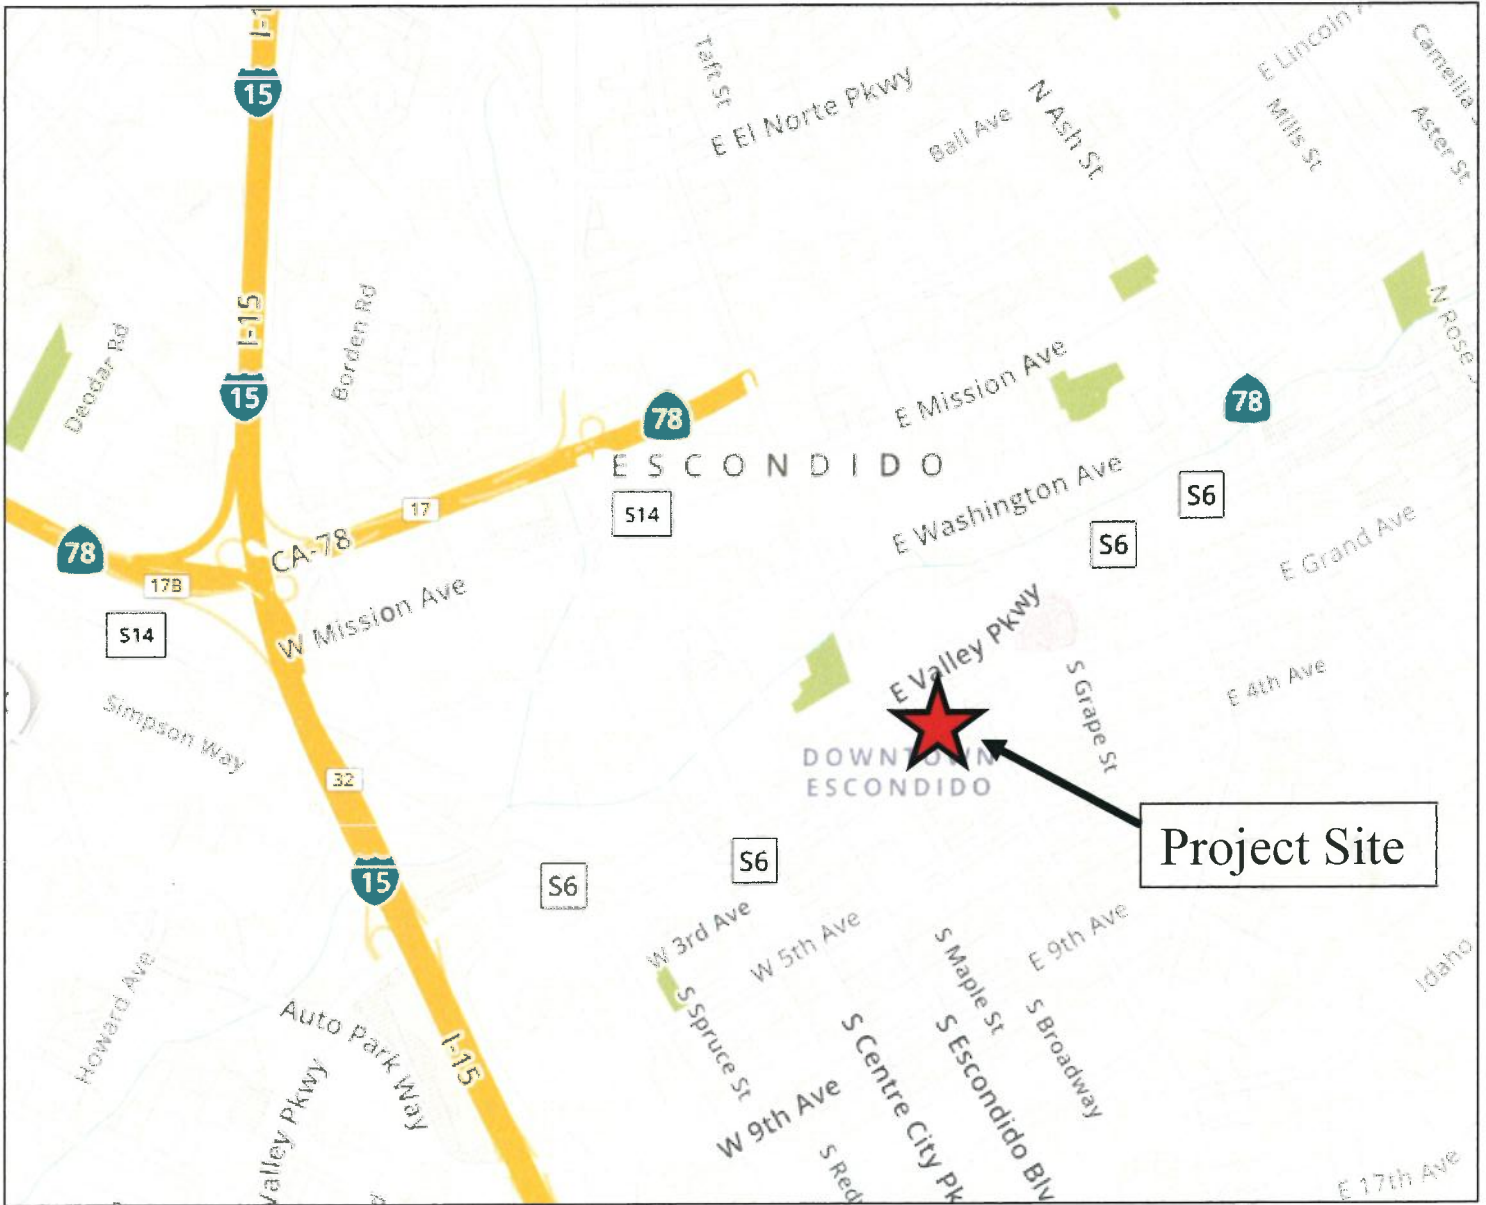 I-1
15
Taft St
E El Norte Pkwy
Ball Ave
N Ash St
E Lincoln
Mills St
Camellia
Aster St
I-15
15
Borden Rd
Deodar Rd
N Rose
E Mission Ave
78
78
ESCONDIDO
S14
17
CA-78
78
17B
S14
W Mission Ave
E Washington Ave
S6
S6
E Grand Ave
E Valley Pkwy
S Grape St
E 4th Ave
Simpson Way
32
DOWNTOWN
ESCONDIDO
Project Site
15
S6
S6
W 3rd Ave
W 5th Ave
S Maple St
E 9th Ave
Idaho
Howard Ave
Auto Park Way
I-15
S Spruce St
S Centre City Pk
S Escondido Blv
S Broadway
Valley Pkwy
W 9th Ave
S Red
E 17th Ave